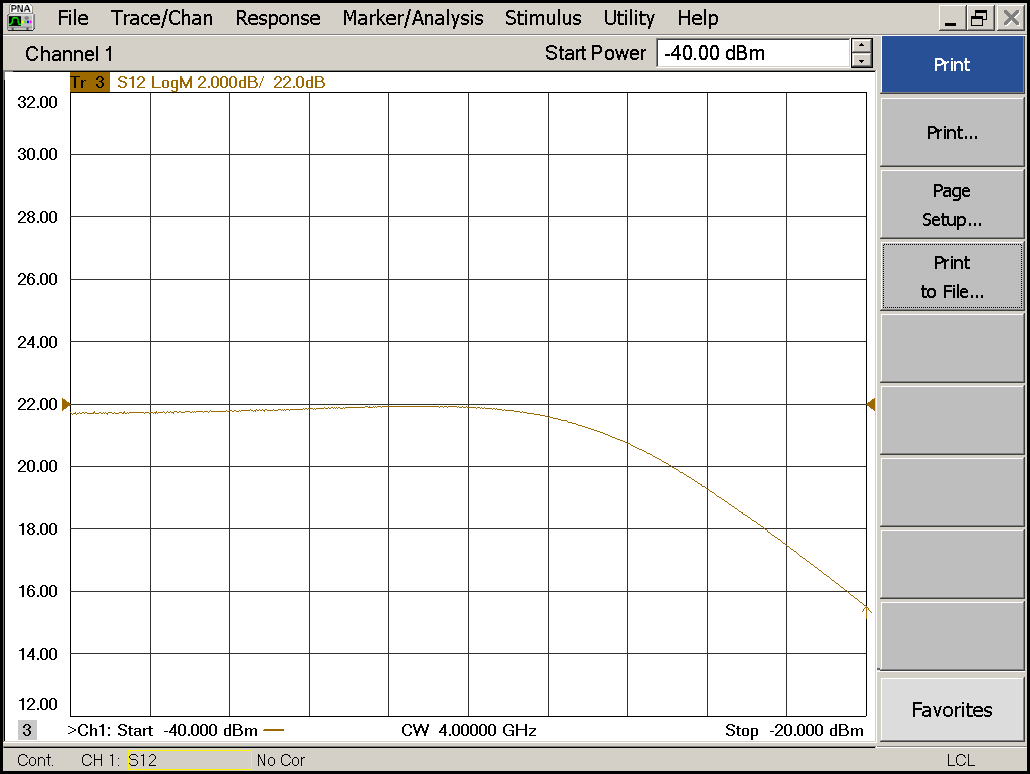 PNA
File Trace/Chan Response Marker/Analysis Stimulus Utility Help
Channel 1
Start Power -40.00 dBm
Print
Tr 3 S12 LogM 2.000dB/ 22.0dB
32.00
30.00
28.00
26.00
24.00
22.00
20.00
18.00
16.00
14.00
12.00
Print...
Page
Setup...
Print
to File...
Favorites
3 >Ch1: Start -40.000 dBm CW 4.00000 GHz Stop -20.000 dBm
Cont. CH 1: S12 No Cor LCL